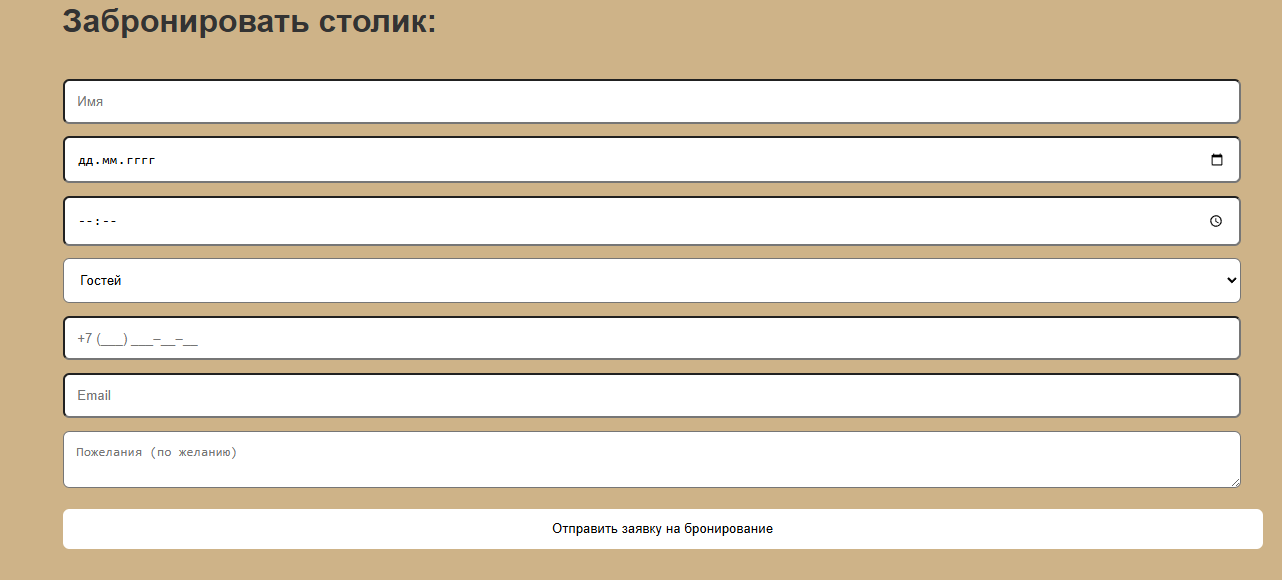 Забронировать столик:
Имя
дд.мм.гггг
--:--
Гостей
+7 (___) ___–__–__
Email
Пожелания (по желанию)
Отправить заявку на бронирование